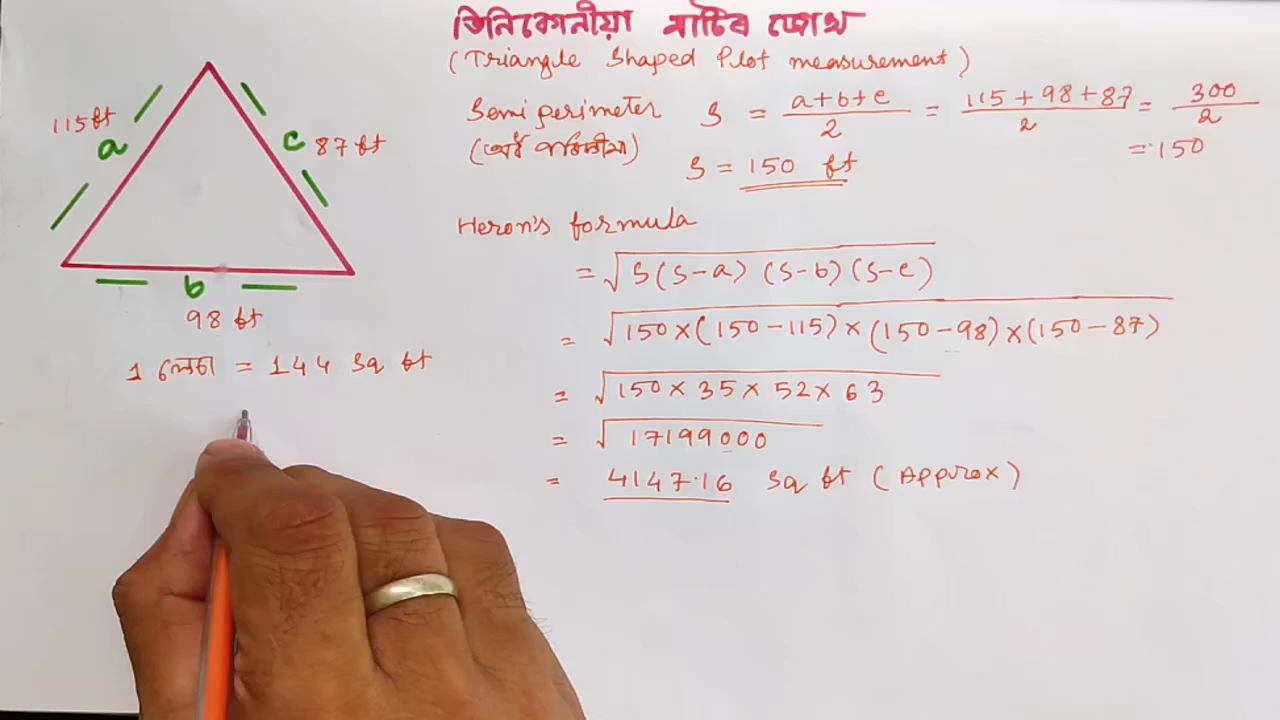 তিনিকোনীয়া মাটিৰ জোখ
(Triangle Shaped Plot measurement)
Semi perimeter S = a+b+c/2 = 115+98+87/2 = 300/2
(অৰ্ধ পৰিসীমা) = 150
S = 150 ft
115 ft
a
c 87 ft
b
98 ft
1 লেচা = 144 Sq ft
Heron's formula
= √S(S-a) (S-b) (S-c)
= √150×(150-115)×(150-98)×(150-87)
= √150×35×52×63
= √17199000
= 4147.16 Sq ft (Approx)